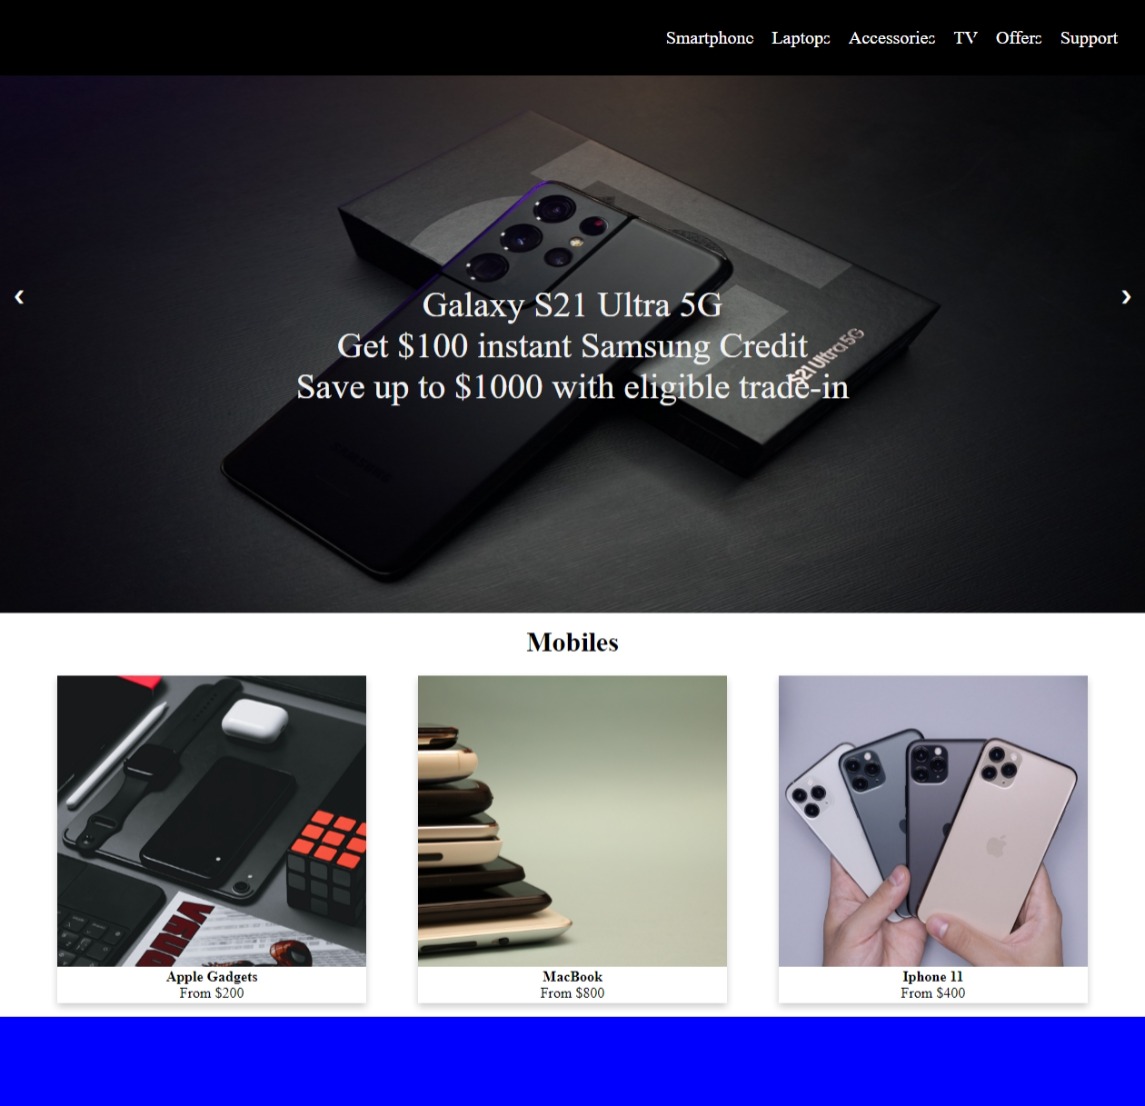 Smartphone
Laptops
Accessories
TV
Offers
Support
‹
›
Galaxy S21 Ultra 5G
Get $100 instant Samsung Credit
Save up to $1000 with eligible trade-in
S21 Ultra 5G
Mobiles
Apple Gadgets
From $200
MacBook
From $800
Iphone 11
From $400